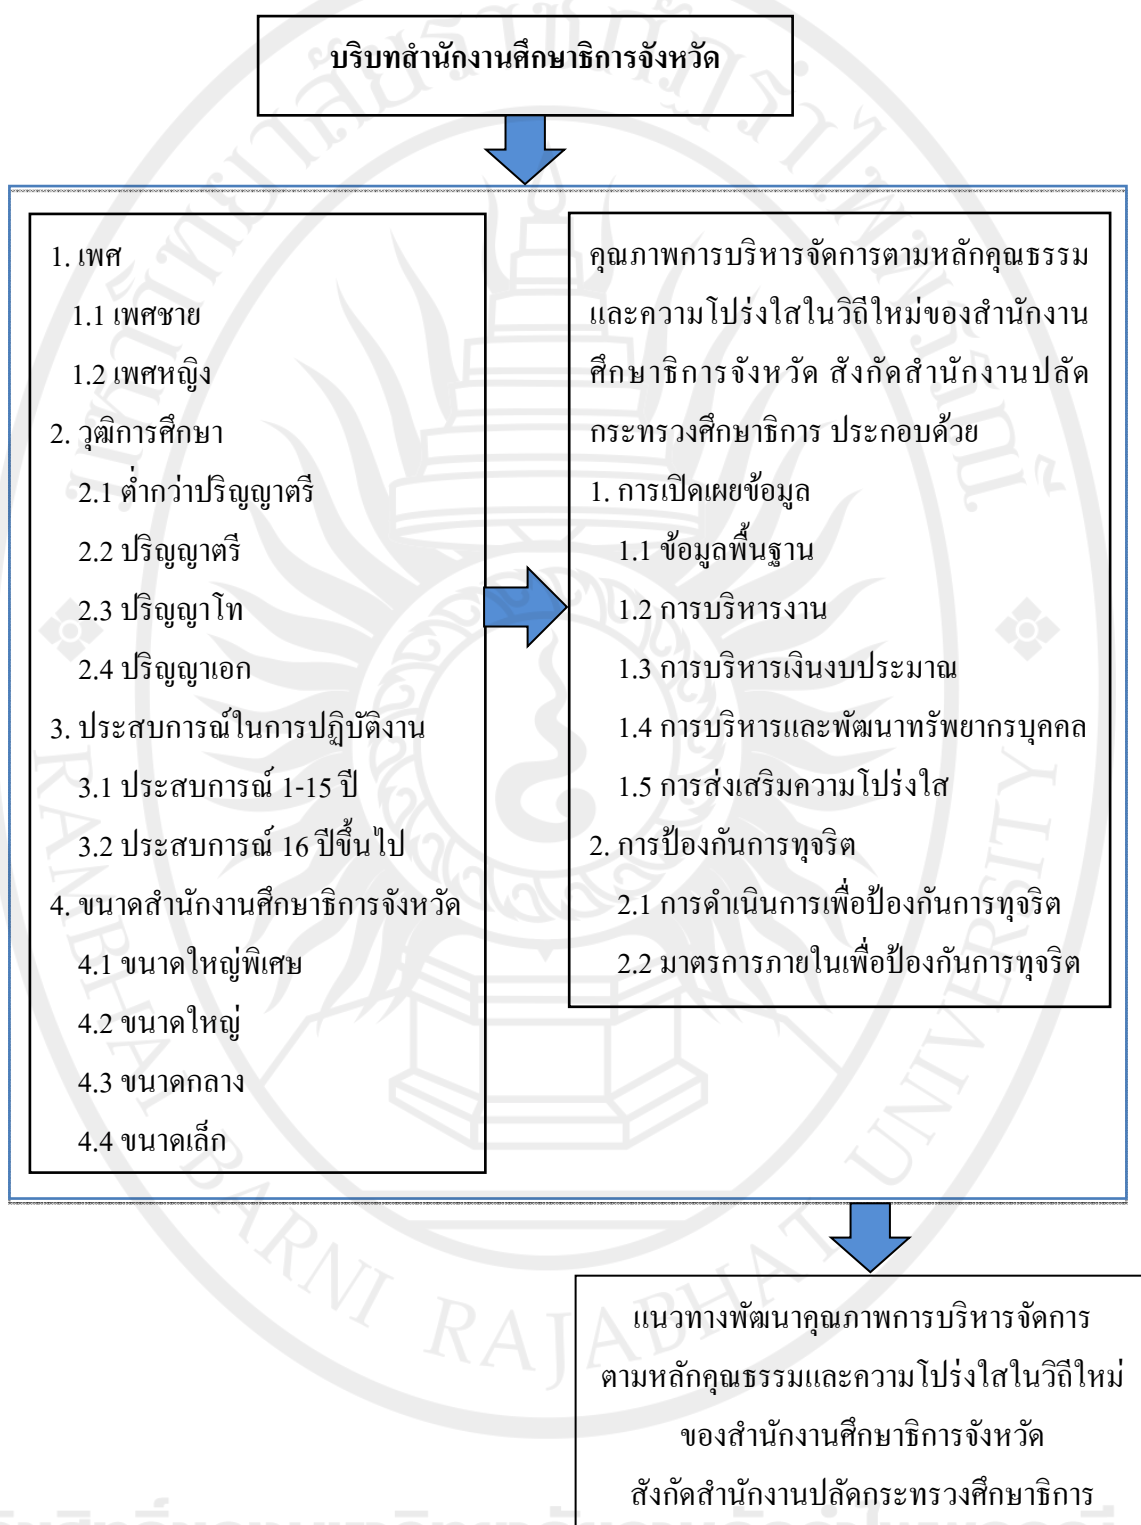 บริบทสำนักงานศึกษาธิการจังหวัด
1. เพศ
1.1 เพศชาย
1.2 เพศหญิง
2. วุฒิการศึกษา
2.1 ต่ำกว่าปริญญาตรี
2.2 ปริญญาตรี
2.3 ปริญญาโท
2.4 ปริญญาเอก
3. ประสบการณ์ในการปฏิบัติงาน
3.1 ประสบการณ์ 1-15 ปี
3.2 ประสบการณ์ 16 ปีขึ้นไป
4. ขนาดสำนักงานศึกษาธิการจังหวัด
4.1 ขนาดใหญ่พิเศษ
4.2 ขนาดใหญ่
4.3 ขนาดกลาง
4.4 ขนาดเล็ก
คุณภาพการบริหารจัดการตามหลักคุณธรรม
และความโปร่งใสในวิถีใหม่ของสำนักงาน
ศึกษาธิการจังหวัด สังกัดสำนักงานปลัด
กระทรวงศึกษาธิการ ประกอบด้วย
1. การเปิดเผยข้อมูล
1.1 ข้อมูลพื้นฐาน
1.2 การบริหารงาน
1.3 การบริหารเงินงบประมาณ
1.4 การบริหารและพัฒนาทรัพยากรบุคคล
1.5 การส่งเสริมความโปร่งใส
2. การป้องกันการทุจริต
2.1 การดำเนินการเพื่อป้องกันการทุจริต
2.2 มาตรการภายในเพื่อป้องกันการทุจริต
แนวทางพัฒนาคุณภาพการบริหารจัดการ
ตามหลักคุณธรรมและความโปร่งใสในวิถีใหม่
ของสำนักงานศึกษาธิการจังหวัด
สังกัดสำนักงานปลัดกระทรวงศึกษาธิการ
RAMBHAI BARNI RAJABHAT UNIVERSITY